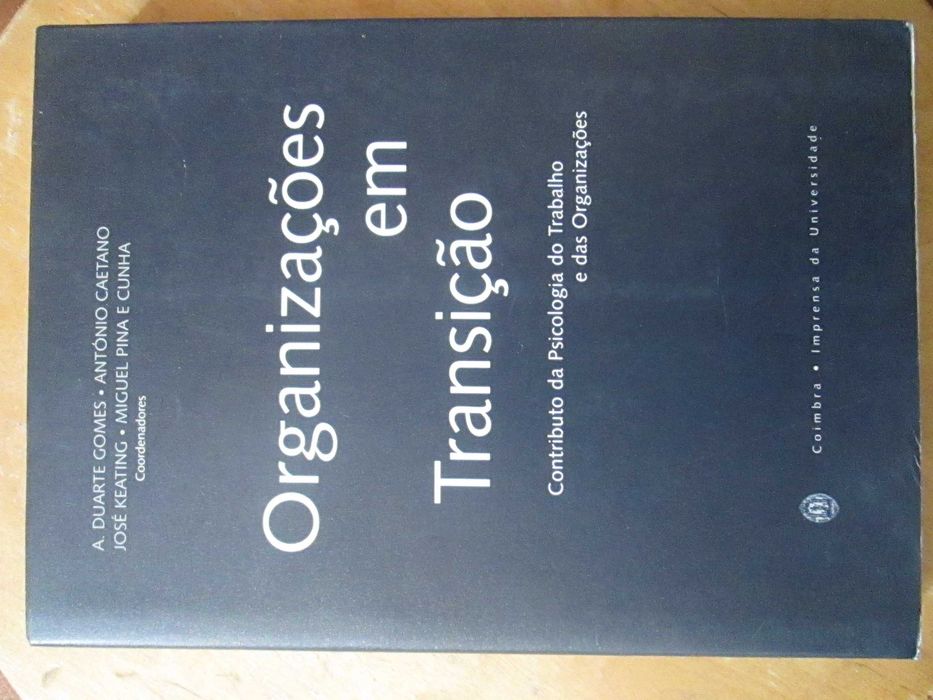 A. DUARTE GOMES • ANTÓNIO CAETANO
JOSÉ KEATING • MIGUEL PINA E CUNHA
Coordenadores
Organizações
em
Transição
Contributo da Psicologia do Trabalho
e das Organizações
Coimbra • Imprensa da Universidade